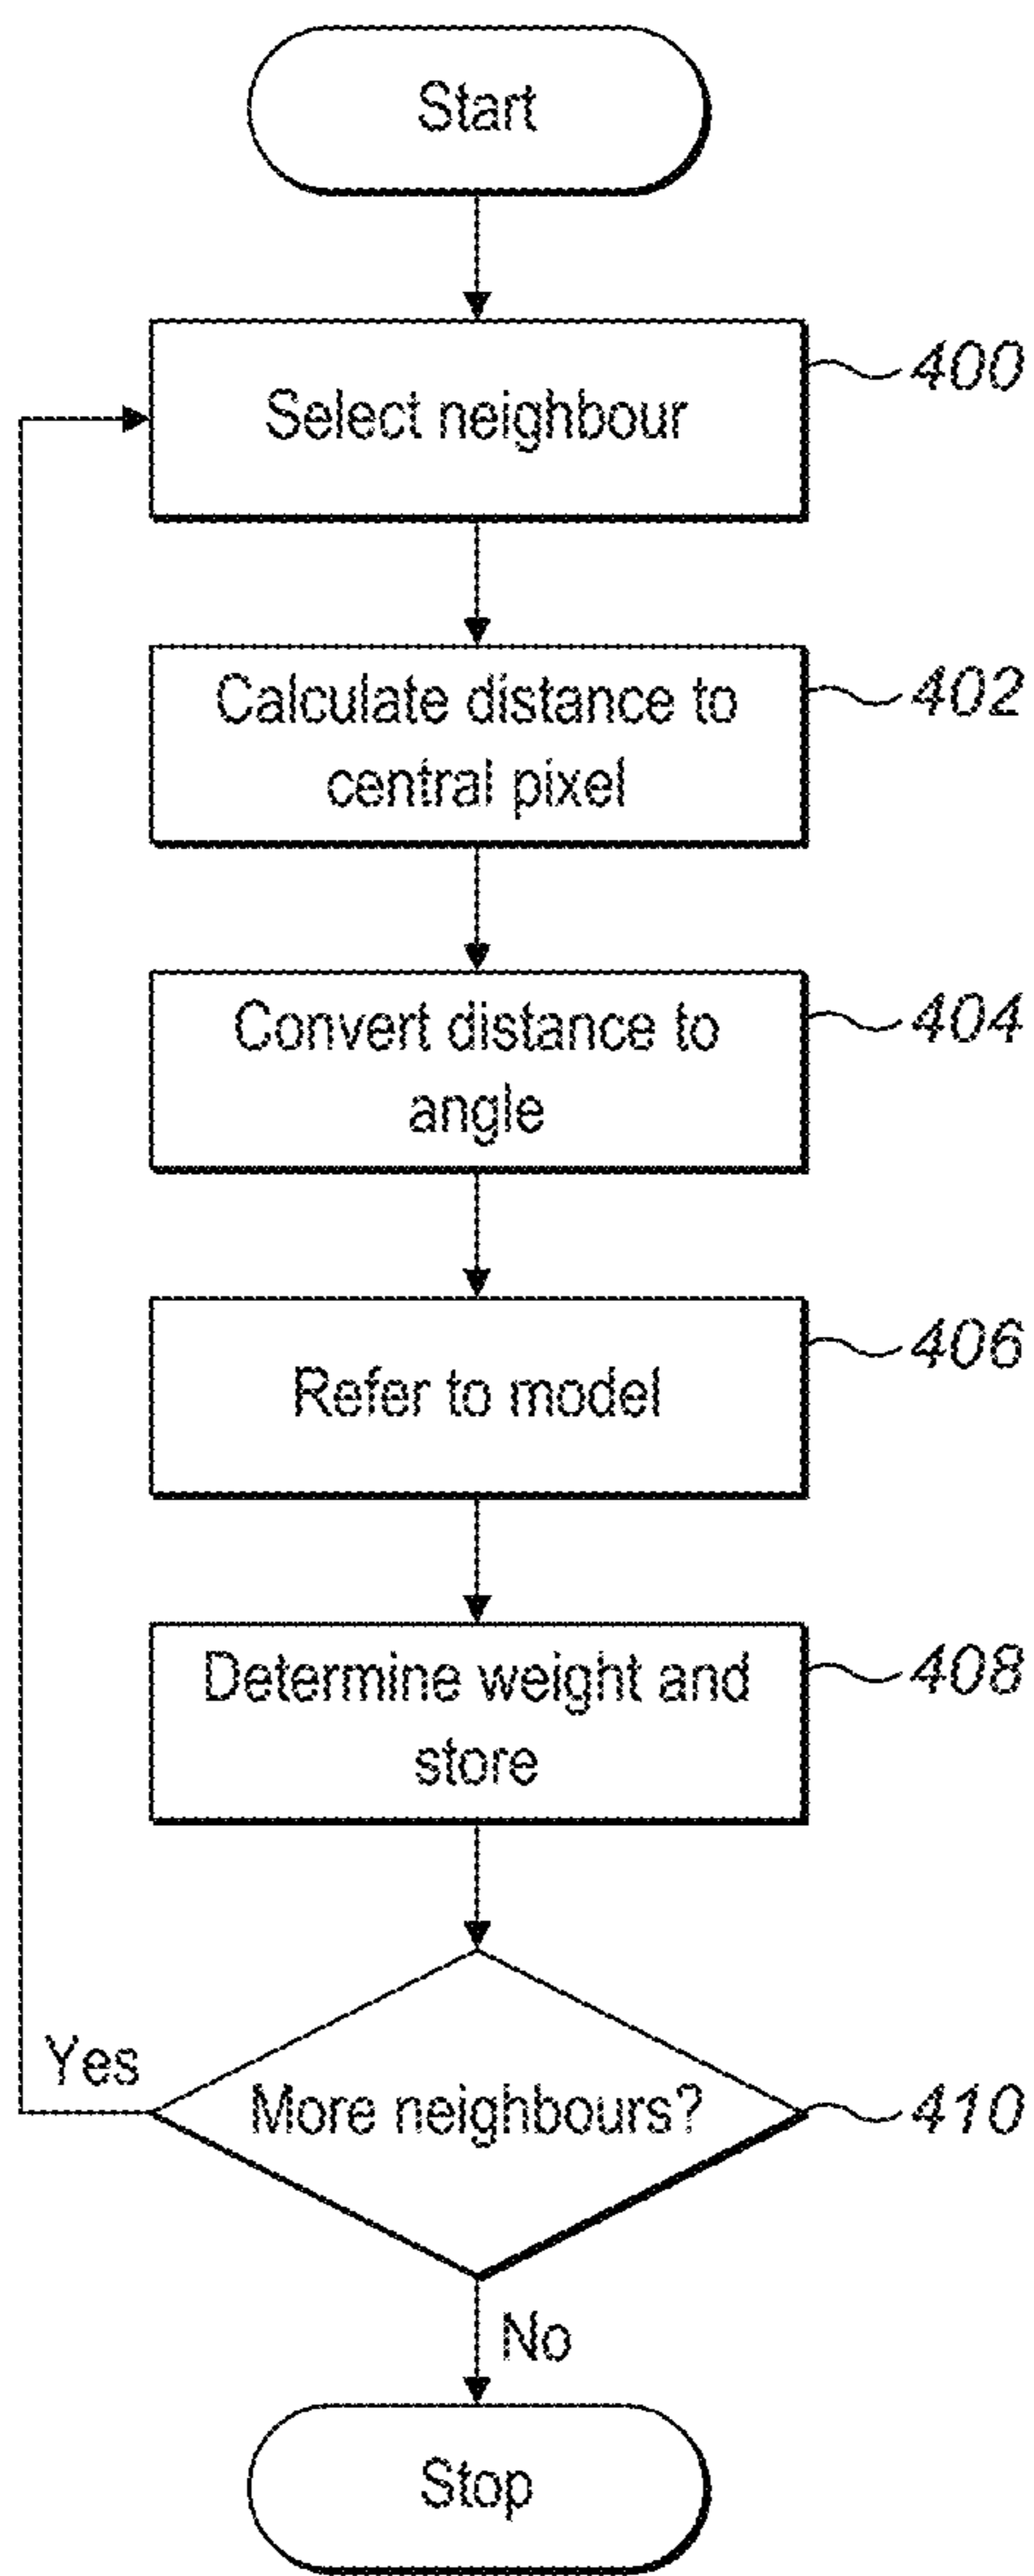 Start
Select neighbour
400
Calculate distance to
central pixel
402
Convert distance to
angle
404
Refer to model
406
Determine weight and
store
408
Yes
More neighbours?
410
No
Stop